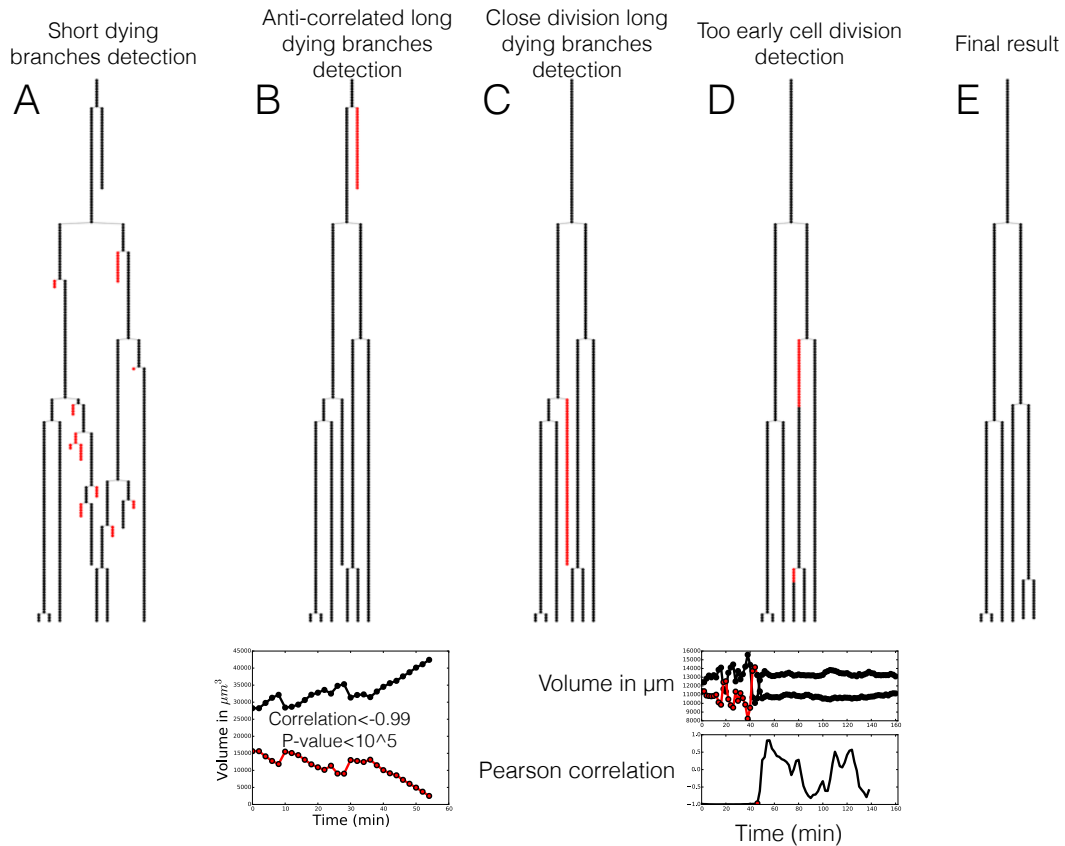 Short dying
branches detection
Anti-correlated long
dying branches
detection
Close division long
dying branches
detection
Too early cell division
detection
Final result
A
B
C
D
E
45000
40000
35000
30000
25000
20000
15000
10000
5000
0
Volume in μm³
Correlation<-0.99
P-value<10^5
0 10 20 30 40 50 60
Time (min)
Volume in μm
16000
15000
14000
13000
12000
11000
10000
9000
8000
0 20 40 60 80 100 120 140 160
Pearson correlation
1.0
0.5
0.0
−0.5
−1.0
0 20 40 60 80 100 120 140 160
Time (min)